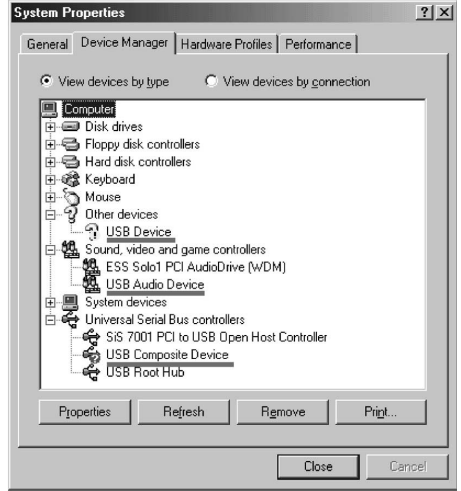 System Properties
General Device Manager Hardware Profiles Performance
View devices by type View devices by connection
Computer
Disk drives
Floppy disk controllers
Hard disk controllers
Keyboard
Mouse
Other devices
USB Device
Sound, video and game controllers
ESS Solo1 PCI AudioDrive (WDM)
USB Audio Device
System devices
Universal Serial Bus controllers
SiS 7001 PCI to USB Open Host Controller
USB Composite Device
USB Root Hub
Properties Refresh Remove Print...
Close Cancel